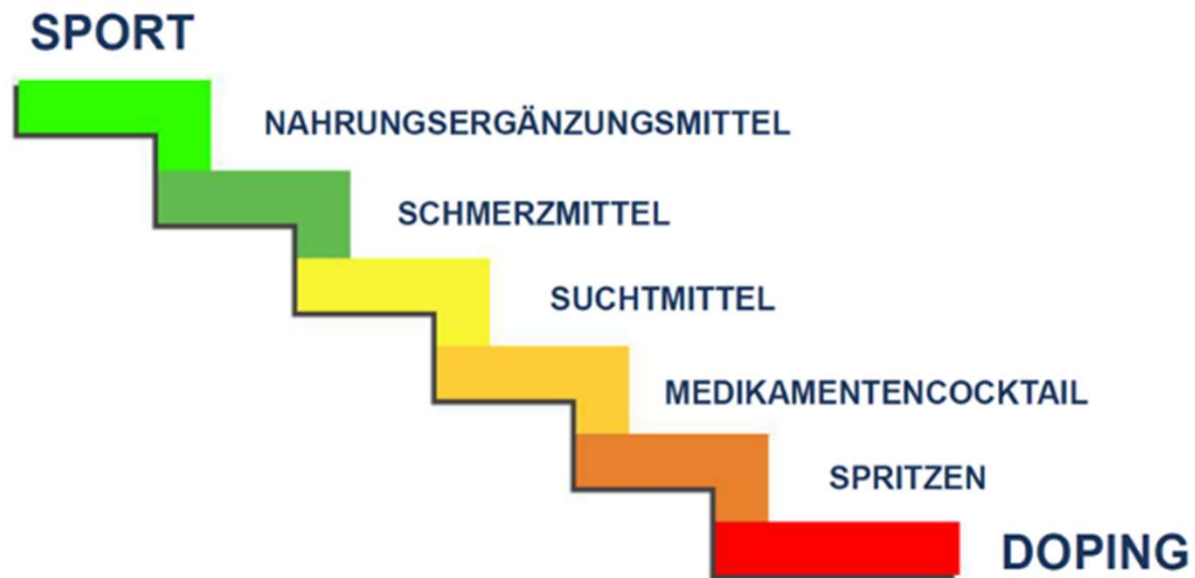 SPORT
NAHRUNGSERGÄNZUNGSMITTEL
SCHMERZMITTEL
SUCHTMITTEL
MEDIKAMENTENCOCKTAIL
SPRITZEN
DOPING